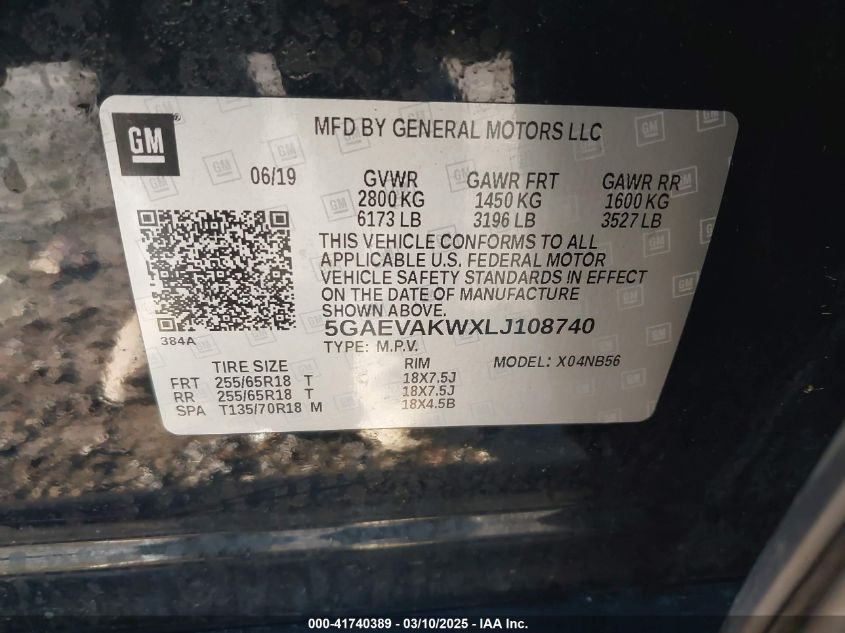 GM
MFD BY GENERAL MOTORS LLC
06/19
GVWR GAWR FRT GAWR RR
2800 KG 1450 KG 1600 KG
6173 LB 3196 LB 3527 LB
THIS VEHICLE CONFORMS TO ALL
APPLICABLE U.S. FEDERAL MOTOR
VEHICLE SAFETY STANDARDS IN EFFECT
ON THE DATE OF MANUFACTURE
SHOWN ABOVE.
5GAEVAKWXLJ108740
384A
TYPE: M.P.V. MODEL: X04NB56
TIRE SIZE RIM
FRT 255/65R18 T 18X7.5J
RR 255/65R18 T 18X7.5J
SPA T135/70R18 M 18X4.5B
000-41740389 - 03/10/2025 - IAA Inc.